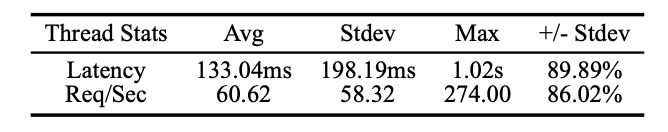 Thread Stats Avg Stdev Max +/- Stdev
Latency 133.04ms 198.19ms 1.02s 89.89%
Req/Sec 60.62 58.32 274.00 86.02%